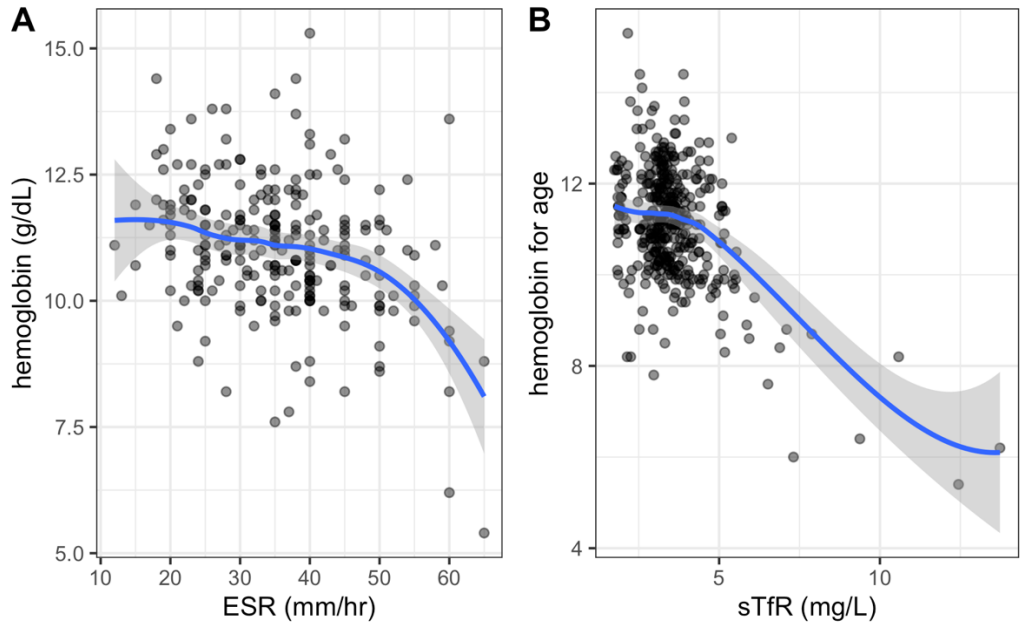 A
B
hemoglobin (g/dL)
15.0
12.5
10.0
7.5
5.0
10 20 30 40 50 60
ESR (mm/hr)
hemoglobin for age
12
8
4
5 10
sTfR (mg/L)